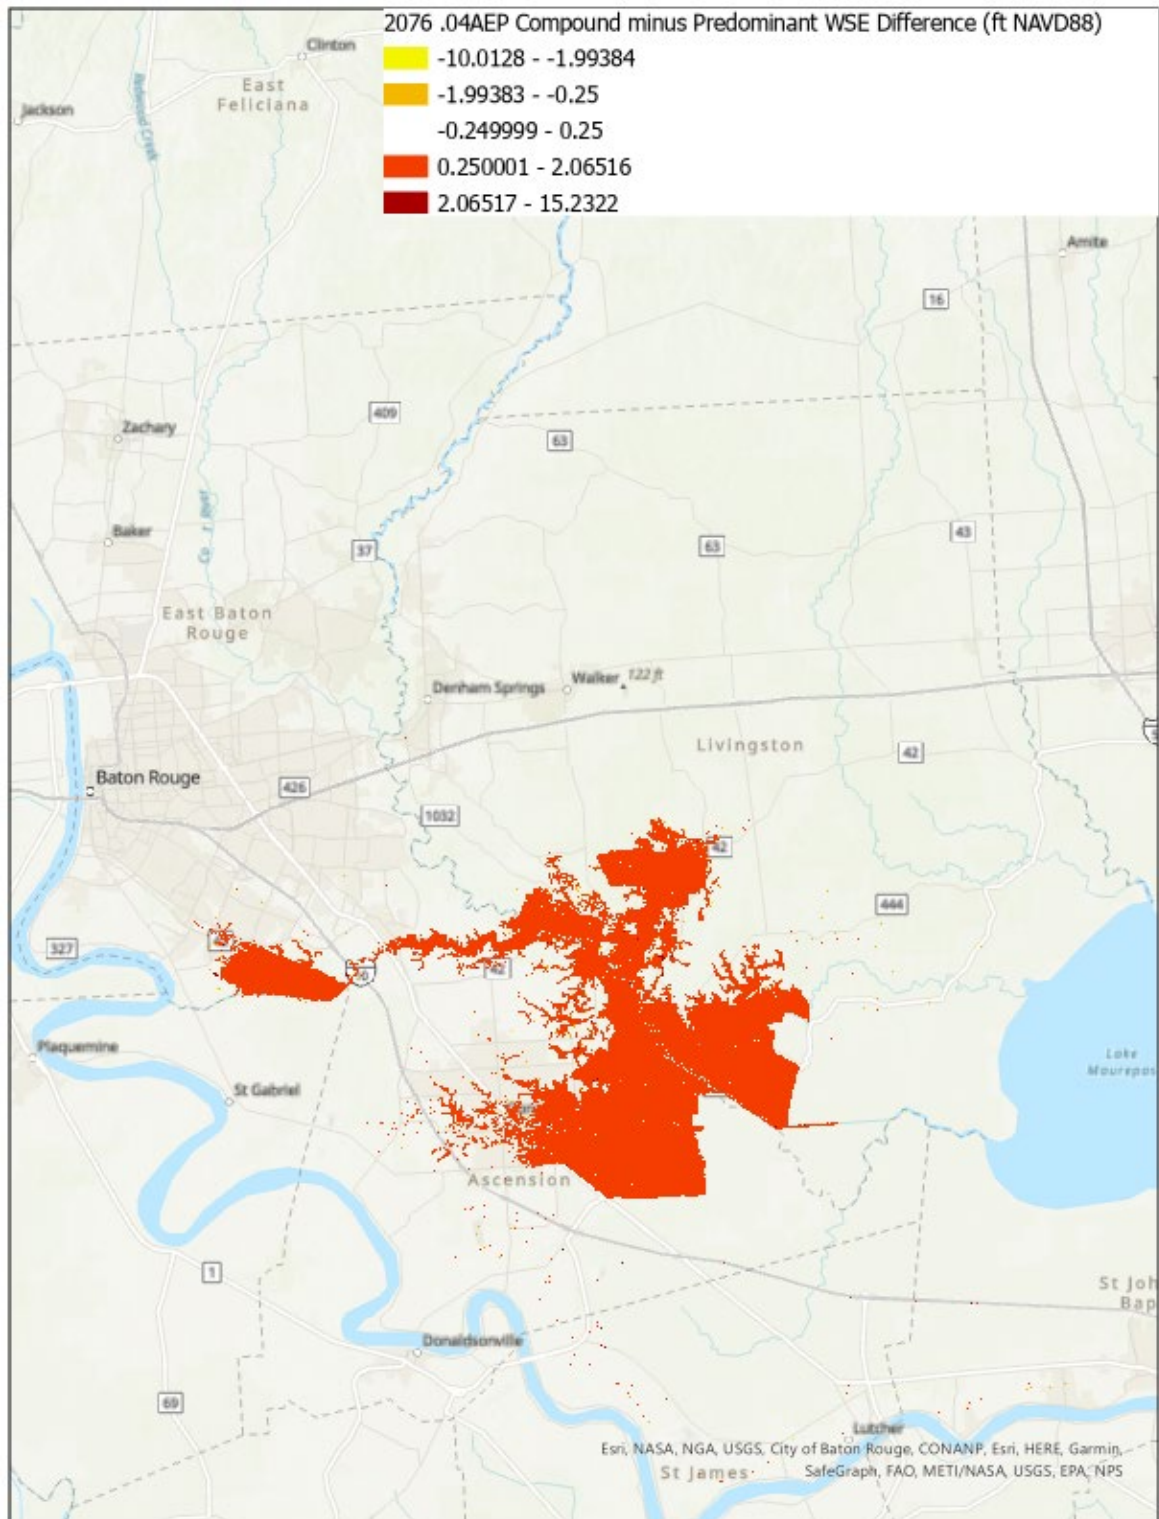 2076 .04AEP Compound minus Predominant WSE Difference (ft NAVD88)
-10.0128 - -1.99384
-1.99383 - -0.25
-0.249999 - 0.25
0.250001 - 2.06516
2.06517 - 15.2322
Clinton
East
Feliciana
Jackson
Redwood Creek
Amite
16
409
Zachary
63
Baker
37
63
43
East Baton
Rouge
Denham Springs
Walker
122 ft
Livingston
42
Baton Rouge
426
1032
42
444
327
42
Plaquemine
Lake
Maurepas
St Gabriel
Ascension
1
St Joh
Bap
Donaldsonville
69
Lutcher
Esri, NASA, NGA, USGS, City of Baton Rouge, CONANP, Esri, HERE, Garmin,
St James
SafeGraph, FAO, METI/NASA, USGS, EPA, NPS